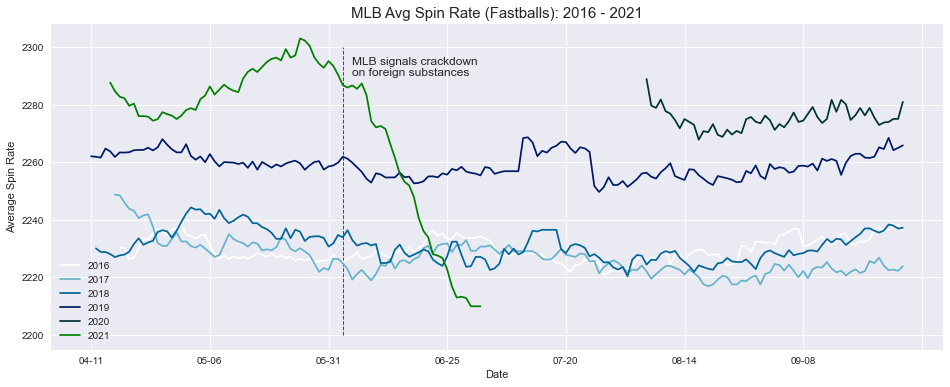 MLB Avg Spin Rate (Fastballs): 2016 - 2021
2300
MLB signals crackdown
on foreign substances
2280
2260
Average Spin Rate
2240
2220
2200
2016
2017
2018
2019
2020
2021
04-11 05-06 05-31 06-25 07-20 08-14 09-08
Date